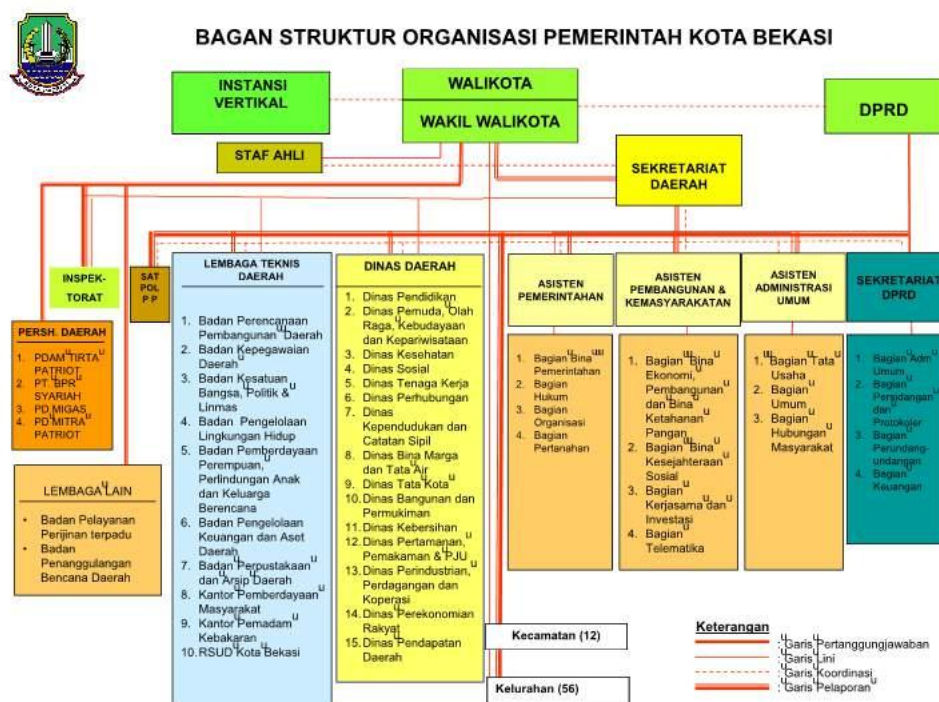 BAGAN STRUKTUR ORGANISASI PEMERINTAH KOTA BEKASI
INSTANSI
VERTIKAL
WALIKOTA
WAKIL WALIKOTA
DPRD
STAF AHLI
SEKRETARIAT
DAERAH
INSPEK-
TORAT
SAT
POL
P P
PERSH. DAERAH
1. PDAM TIRTA
PATRIOT
2. PT. BPR
SYARIAH
3. PD MIGAS
4. PD MITRA
PATRIOT
LEMBAGA LAIN
• Badan Pelayanan
Perijinan terpadu
• Badan
Penanggulangan
Bencana Daerah
LEMBAGA TEKNIS
DAERAH
1. Badan Perencanaan
Pembangunan Daerah
2. Badan Kepegawaian
Daerah
3. Badan Kesatuan
Bangsa, Politik &
Linmas
4. Badan Pengelolaan
Lingkungan Hidup
5. Badan Pemberdayaan
Perempuan,
Perlindungan Anak
dan Keluarga
Berencana
6. Badan Pengelolaan
Keuangan dan Aset
Daerah
7. Badan Perpustakaan
dan Arsip Daerah
8. Kantor Pemberdayaan
Masyarakat
9. Kantor Pemadam
Kebakaran
10. RSUD Kota Bekasi
DINAS DAERAH
1. Dinas Pendidikan
2. Dinas Pemuda, Olah
Raga, Kebudayaan
dan Kepariwisataan
3. Dinas Kesehatan
4. Dinas Sosial
5. Dinas Tenaga Kerja
6. Dinas Perhubungan
7. Dinas
Kependudukan dan
Catatan Sipil
8. Dinas Bina Marga
dan Tata Air
9. Dinas Tata Kota
10. Dinas Bangunan dan
Permukiman
11. Dinas Kebersihan
12. Dinas Pertamanan,
Pemakaman & PJU
13. Dinas Perindustrian,
Perdagangan dan
Koperasi
14. Dinas Perekonomian
Rakyat
15. Dinas Pendapatan
Daerah
ASISTEN
PEMERINTAHAN
1. Bagian Bina
Pemerintahan
2. Bagian
Hukum
3. Bagian
Organisasi
4. Bagian
Pertanahan
ASISTEN
PEMBANGUNAN &
KEMASYARAKATAN
1. Bagian Bina
Ekonomi,
Pembangunan
dan Bina
Ketahanan
Pangan
2. Bagian Bina
Kesejahteraan
Sosial
3. Bagian
Kerjasama dan
Investasi
4. Bagian
Telematika
ASISTEN
ADMINISTRASI
UMUM
1. Bagian Tata
Usaha
2. Bagian
Umum
3. Bagian
Hubungan
Masyarakat
SEKRETARIAT
DPRD
1. Bagian Adm
Umum
2. Bagian
Persidangan
dan
Protokoler
3. Bagian
Perundang-
undangan
4. Bagian
Keuangan
Kecamatan (12)
Kelurahan (56)
Keterangan
: Garis Pertanggungjawaban
: Garis Lini
: Garis Koordinasi
: Garis Pelaporan